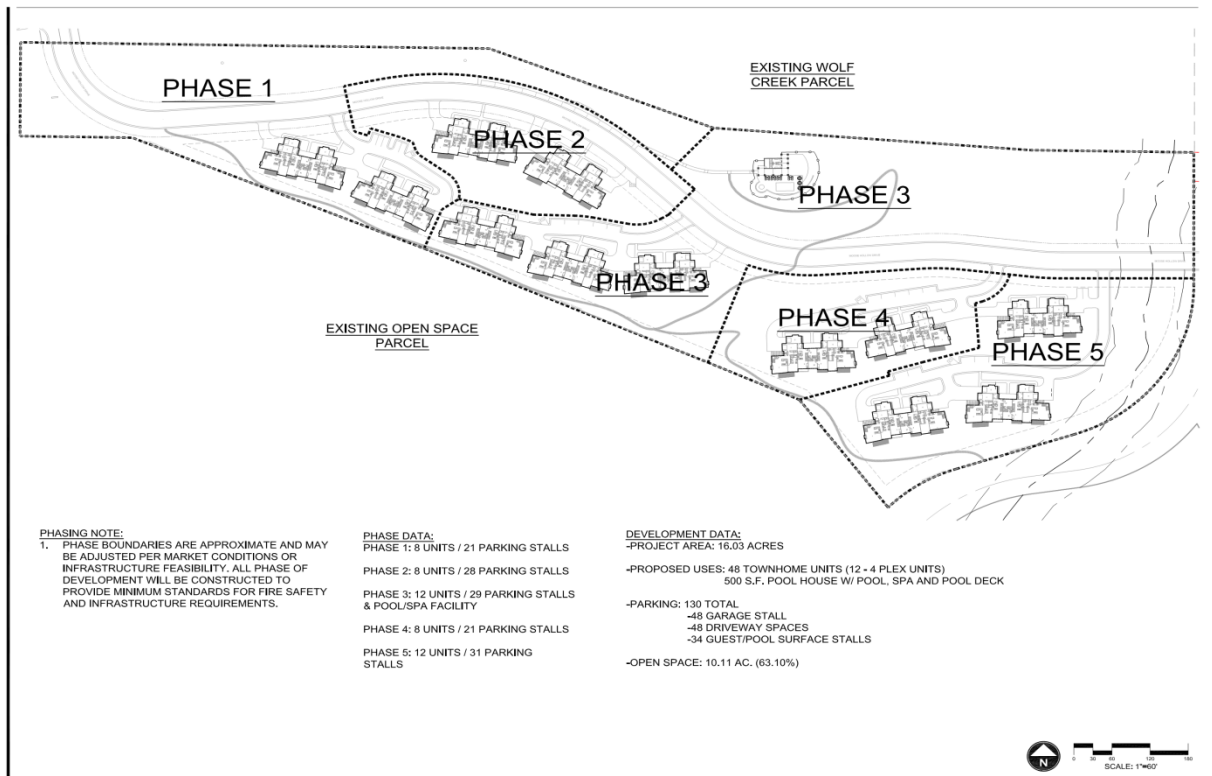 EXISTING WOLF
CREEK PARCEL
PHASE 1
PHASE 2
PHASE 3
PHASE 3
PHASE 4
PHASE 5
EXISTING OPEN SPACE
PARCEL
PHASING NOTE:
1. PHASE BOUNDARIES ARE APPROXIMATE AND MAY
BE ADJUSTED PER MARKET CONDITIONS OR
INFRASTRUCTURE FEASIBILITY. ALL PHASE OF
DEVELOPMENT WILL BE CONSTRUCTED TO
PROVIDE MINIMUM STANDARDS FOR FIRE SAFETY
AND INFRASTRUCTURE REQUIREMENTS.
PHASE DATA:
PHASE 1: 8 UNITS / 21 PARKING STALLS
PHASE 2: 8 UNITS / 28 PARKING STALLS
PHASE 3: 12 UNITS / 29 PARKING STALLS
& POOL/SPA FACILITY
PHASE 4: 8 UNITS / 21 PARKING STALLS
PHASE 5: 12 UNITS / 31 PARKING
STALLS
DEVELOPMENT DATA:
-PROJECT AREA: 16.03 ACRES
-PROPOSED USES: 48 TOWNHOME UNITS (12 - 4 PLEX UNITS)
500 S.F. POOL HOUSE W/ POOL, SPA AND POOL DECK
-PARKING: 130 TOTAL
-48 GARAGE STALL
-48 DRIVEWAY SPACES
-34 GUEST/POOL SURFACE STALLS
-OPEN SPACE: 10.11 AC. (63.10%)
N
0 30 60 120 180
SCALE: 1"=60'